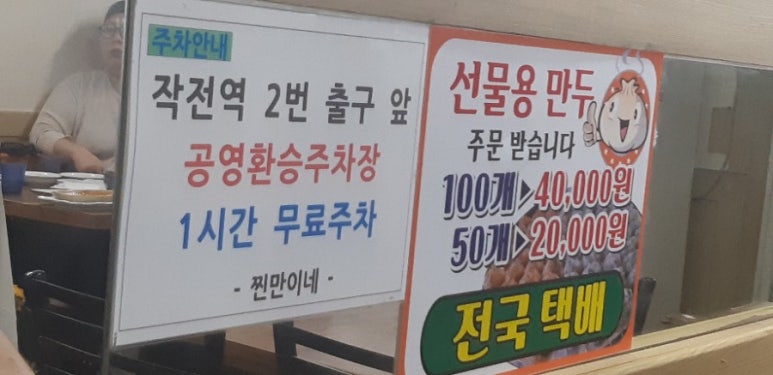 주차안내
작전역 2번 출구 앞
공영환승주차장
1시간 무료주차
- 찐만이네 -
선물용 만두
주문 받습니다
100개▶40,000원
50개▶20,000원
전국 택배